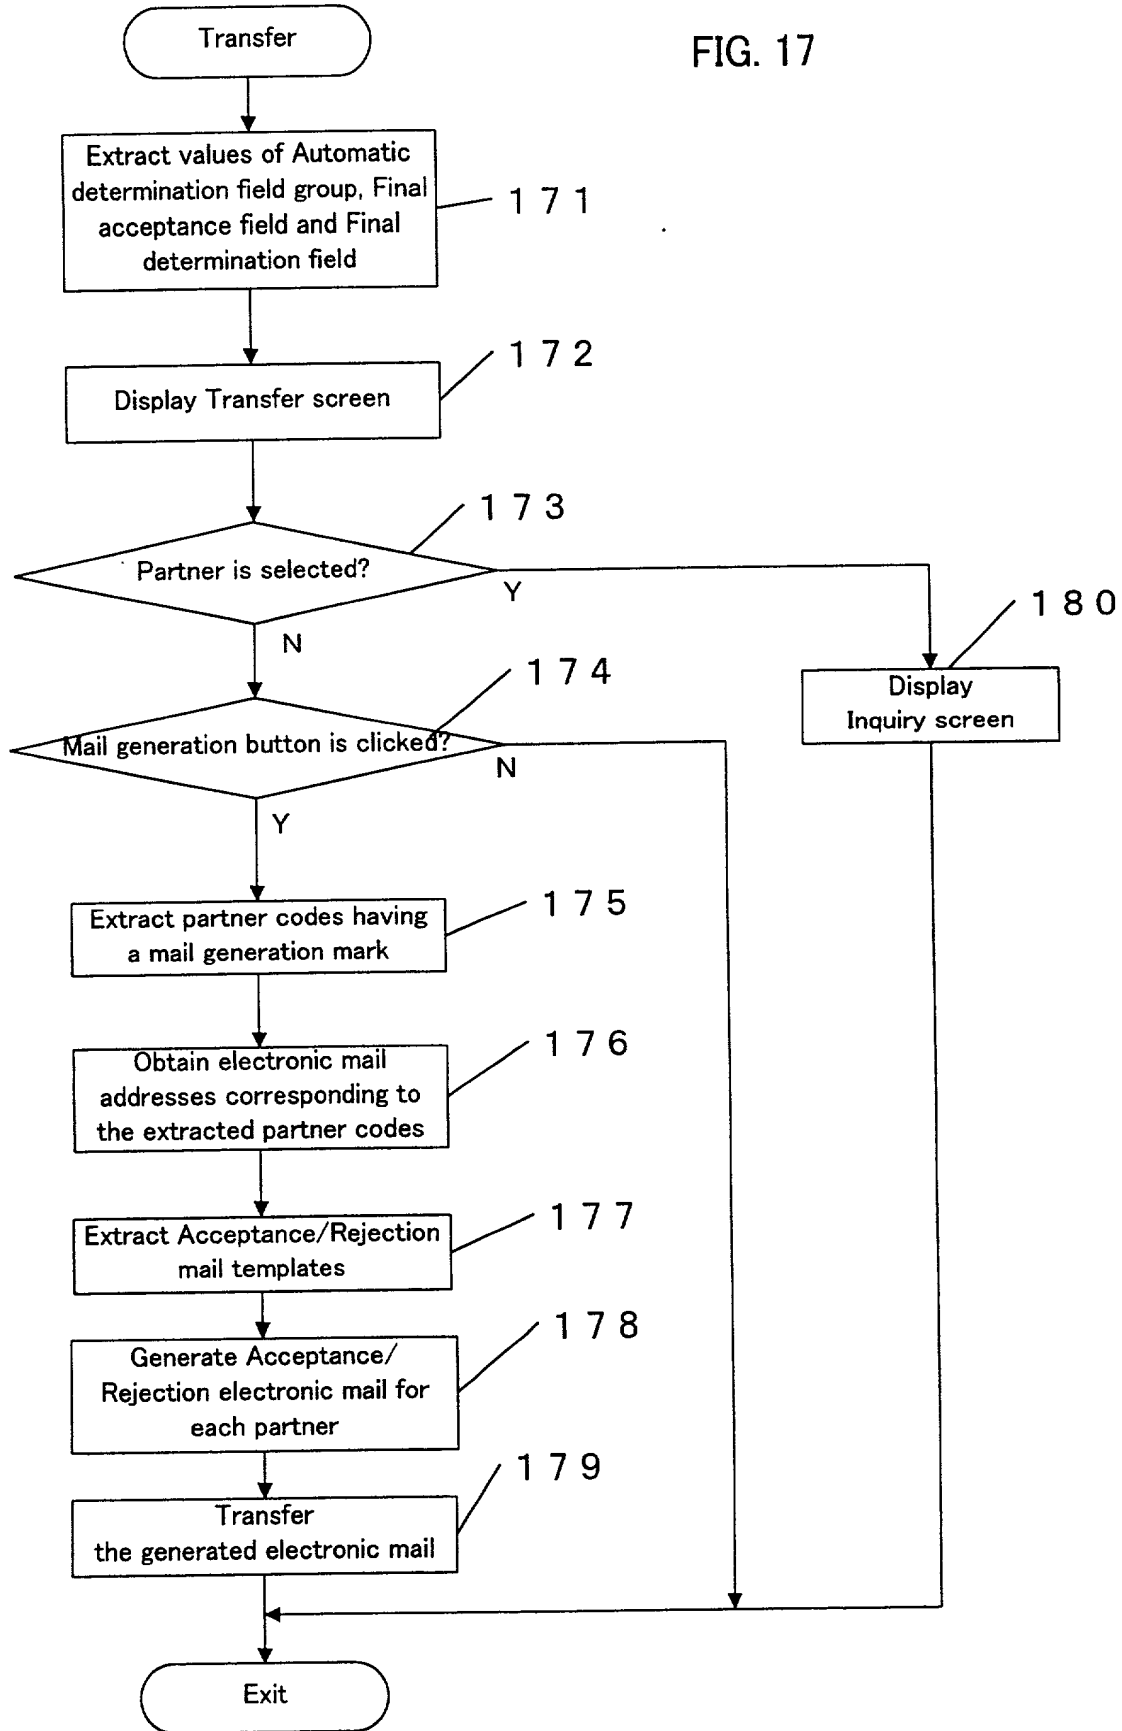 Transfer
FIG. 17
Extract values of Automatic
determination field group, Final
acceptance field and Final
determination field
171
172
Display Transfer screen
173
Partner is selected?
Y
N
180
Display
Inquiry screen
174
Mail generation button is clicked?
N
Y
175
Extract partner codes having
a mail generation mark
176
Obtain electronic mail
addresses corresponding to
the extracted partner codes
177
Extract Acceptance/Rejection
mail templates
178
Generate Acceptance/
Rejection electronic mail for
each partner
179
Transfer
the generated electronic mail
Exit